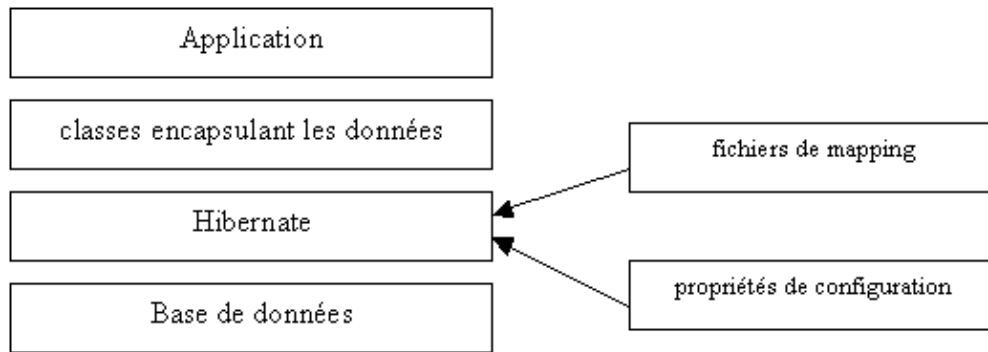 Application
classes encapsulant les données
fichiers de mapping
Hibernate
propriétés de configuration
Base de données